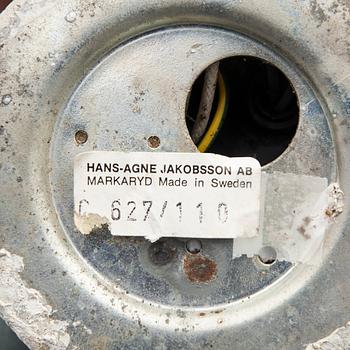 HANS-AGNE JAKOBSSON AB
MARKARYD Made in Sweden
C 627/110